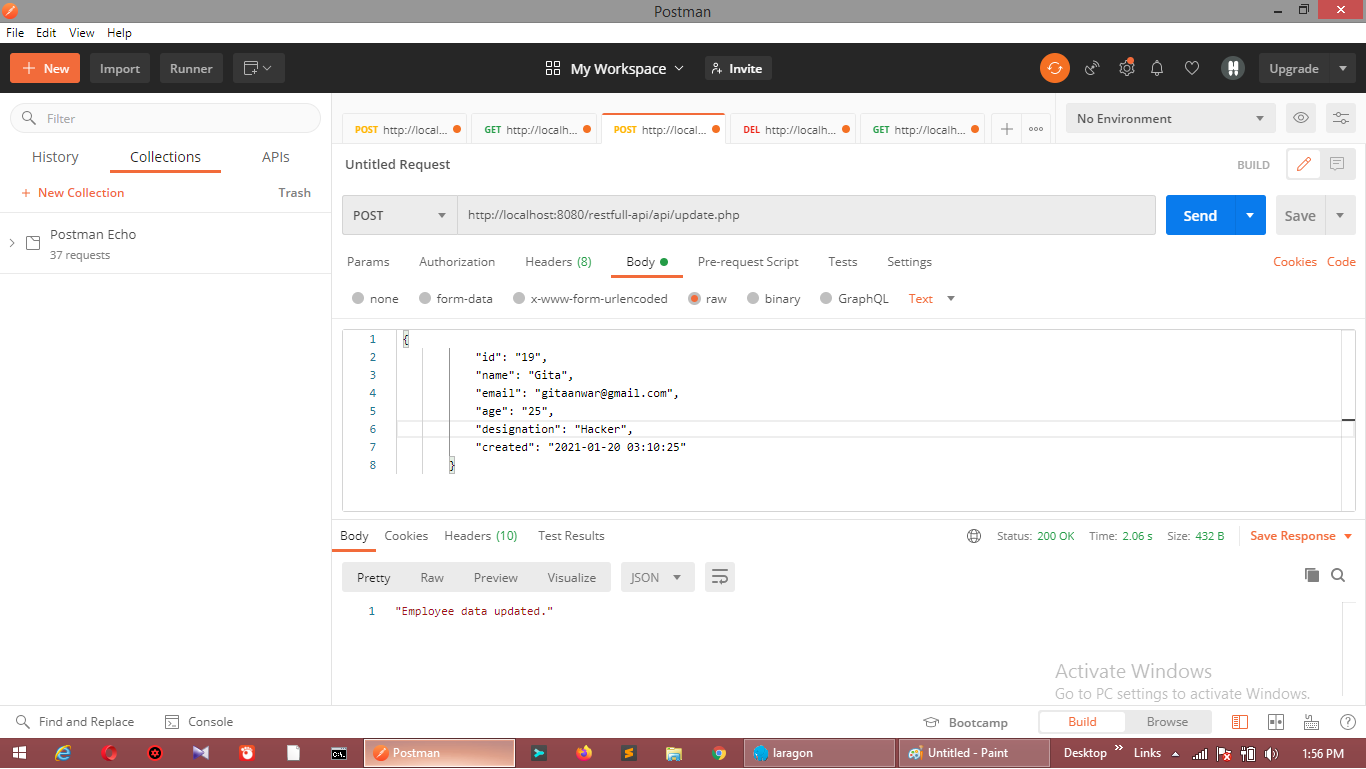 Postman
File Edit View Help
New Import Runner My Workspace Invite Upgrade
Filter
History Collections APIs
+ New Collection Trash
Postman Echo
37 requests
POST http://local... GET http://localh... POST http://local... DEL http://localh... GET http://localh... No Environment
Untitled Request BUILD
POST http://localhost:8080/restfull-api/api/update.php Send Save
Params Authorization Headers (8) Body Pre-request Script Tests Settings Cookies Code
none form-data x-www-form-urlencoded raw binary GraphQL Text
1 {
2 "id": "19",
3 "name": "Gita",
4 "email": "gitaanwar@gmail.com",
5 "age": "25",
6 "designation": "Hacker",
7 "created": "2021-01-20 03:10:25"
8 }
Body Cookies Headers (10) Test Results Status: 200 OK Time: 2.06 s Size: 432 B Save Response
Pretty Raw Preview Visualize JSON
1 "Employee data updated."
Activate Windows
Go to PC settings to activate Windows.
Find and Replace Console Bootcamp Build Browse
Postman laragon Untitled - Paint Desktop Links 1:56 PM